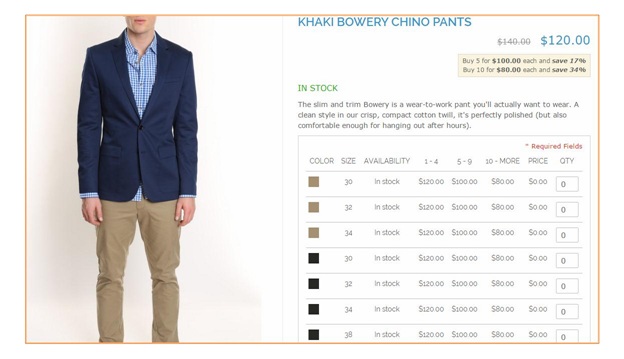 KHAKI BOWERY CHINO PANTS
$140.00 $120.00
Buy 5 for $100.00 each and save 17%
Buy 10 for $80.00 each and save 34%
IN STOCK
The slim and trim Bowery is a wear-to-work pant you'll actually want to wear. A
clean style in our crisp, compact cotton twill, it's perfectly polished (but also
comfortable enough for hanging out after hours).
* Required Fields
COLOR SIZE AVAILABILITY 1 - 4 5 - 9 10 - MORE PRICE QTY
30 In stock $120.00 $100.00 $80.00 $0.00 0
32 In stock $120.00 $100.00 $80.00 $0.00 0
34 In stock $120.00 $100.00 $80.00 $0.00 0
30 In stock $120.00 $100.00 $80.00 $0.00 0
32 In stock $120.00 $100.00 $80.00 $0.00 0
34 In stock $120.00 $100.00 $80.00 $0.00 0
38 In stock $120.00 $100.00 $80.00 $0.00 0